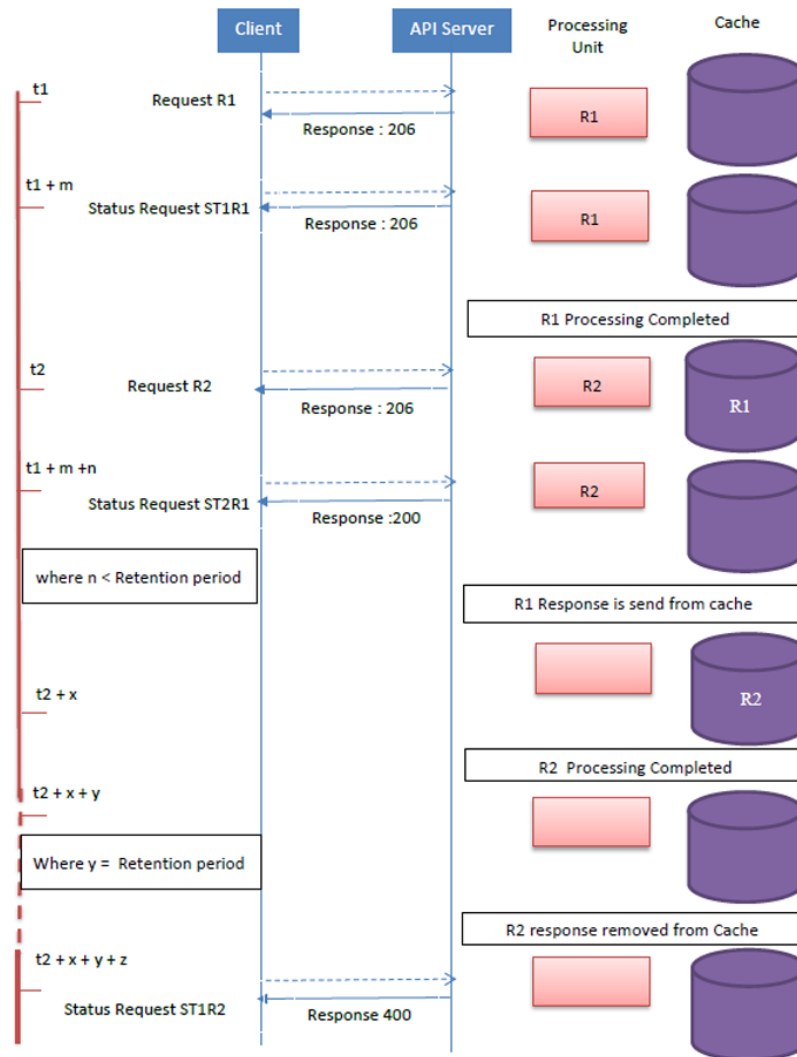 Client
API Server
Processing
Unit
Cache
t1
Request R1
Response : 206
R1
t1 + m
Status Request ST1R1
Response : 206
R1
R1 Processing Completed
t2
Request R2
Response : 206
R2
R1
t1 + m +n
Status Request ST2R1
Response :200
R2
where n < Retention period
R1 Response is send from cache
t2 + x
R2
R2  Processing Completed
t2 + x + y
Where y =  Retention period
R2 response removed from Cache
t2 + x + y + z
Status Request ST1R2
Response 400